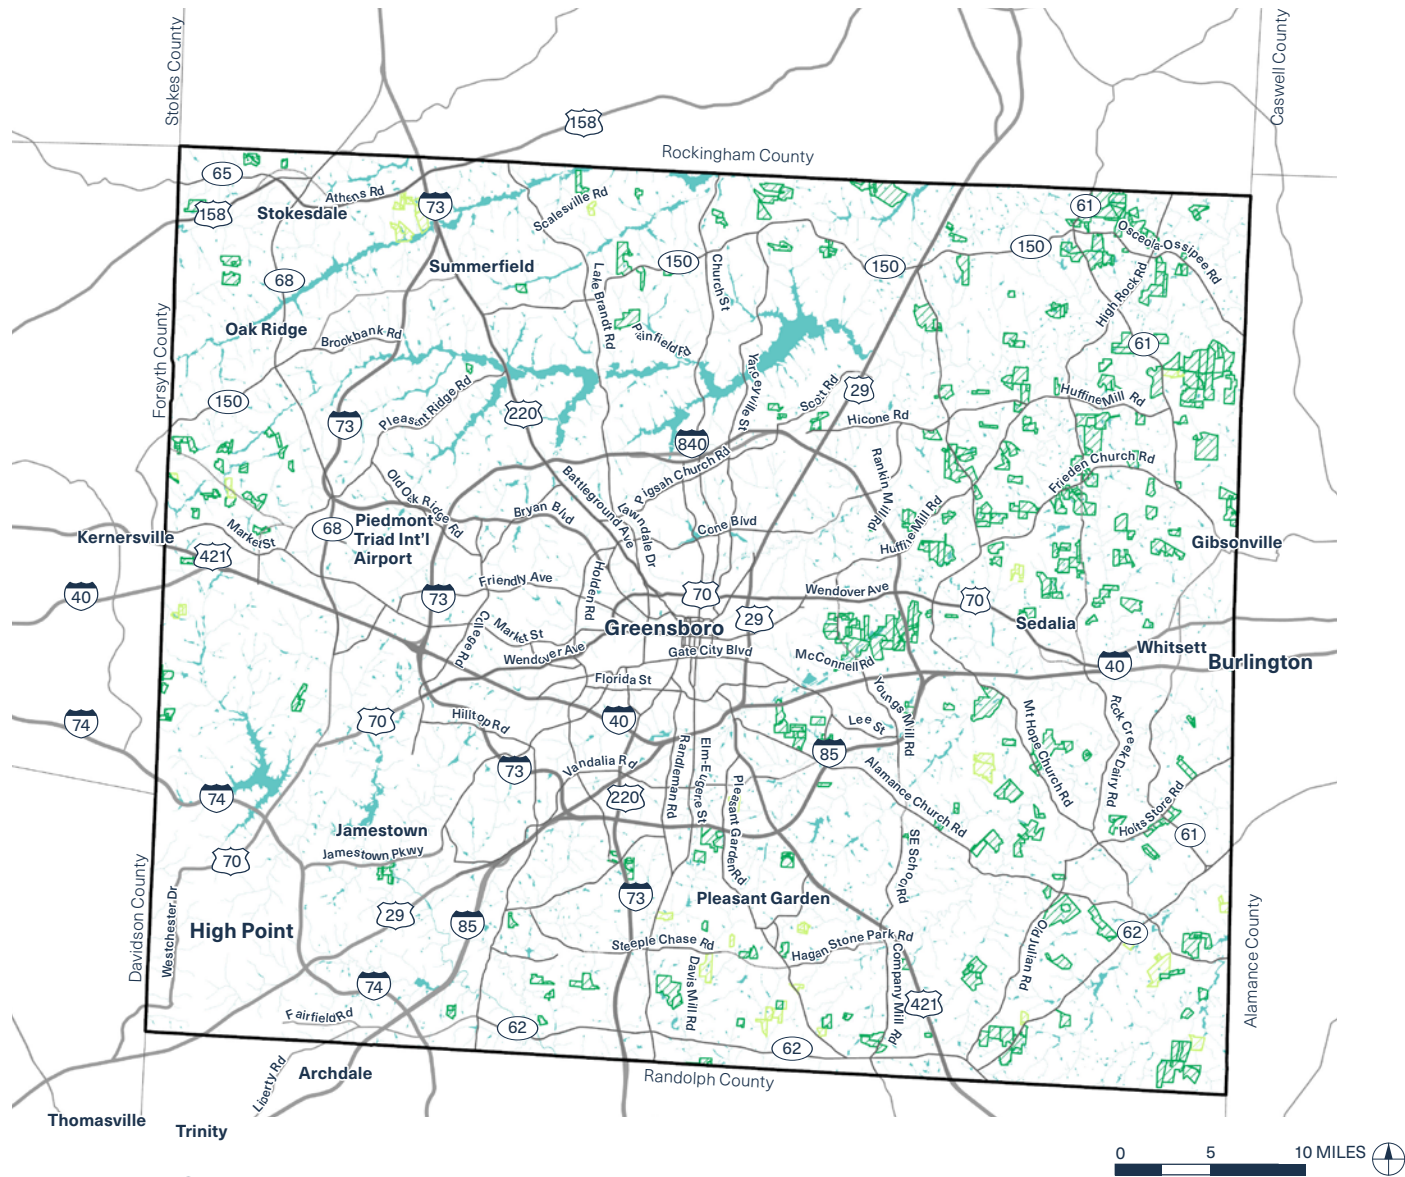 Stokes County
Caswell County
158
Rockingham County
65
Athens Rd
73
Scalesville Rd
61
158
Stokesdale
Osceola-Ossipee Rd
150
Summerfield
150
Church St
150
68
Lake Brandt Rd
High Rock Rd
Oak Ridge
Brookbank Rd
61
Forsyth County
Yanceyville St
Scott Rd
29
Pleasant Ridge Rd
150
Huffine Mill Rd
220
73
Hicone Rd
840
Rankin Mill Rd
Pigsah Church Rd
Frieden Church Rd
Old Oak Ridge Rd
Battleground Ave
Lawndale Dr
Bryan Blvd
Cone Blvd
Huffine Mill Rd
68
Piedmont
Triad Int'l
Airport
Market St
Kernersville
421
Gibsonville
Friendly Ave
Holden Rd
40
73
70
Wendover Ave
70
29
Sedalia
College Rd
Market St
Greensboro
Whitsett
Wendover Ave
Gate City Blvd
McConnell Rd
40
Burlington
Florida St
Youngs Mill Rd
74
70
Hilltop Rd
40
Lee St
Mt Hope Church Rd
Rock Creek Dairy Rd
73
Vandalia Rd
Randleman Rd
Elm-Eugene St
85
Alamance Church Rd
74
220
Pleasant Garden Rd
Holts Store Rd
Jamestown
61
Jamestown Pkwy
70
SE School Rd
Davidson County
Westchester Dr
73
Pleasant Garden
29
85
High Point
Old Julian Rd
62
Alamance County
Steeple Chase Rd
Hagan Stone Park Rd
Davis Mill Rd
Company Mill Rd
74
421
Fairfield Rd
62
62
Liberty Rd
Archdale
Randolph County
Thomasville
Trinity
0 5 10 MILES